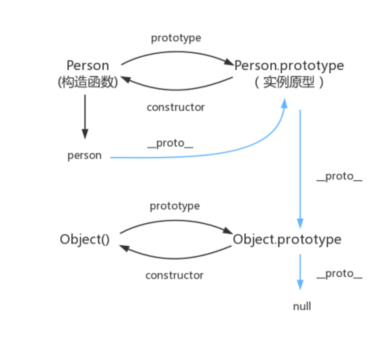 prototype
Person
(构造函数)
Person.prototype
（实例原型）
constructor
__proto__
person
__proto__
prototype
Object()
Object.prototype
constructor
__proto__
null